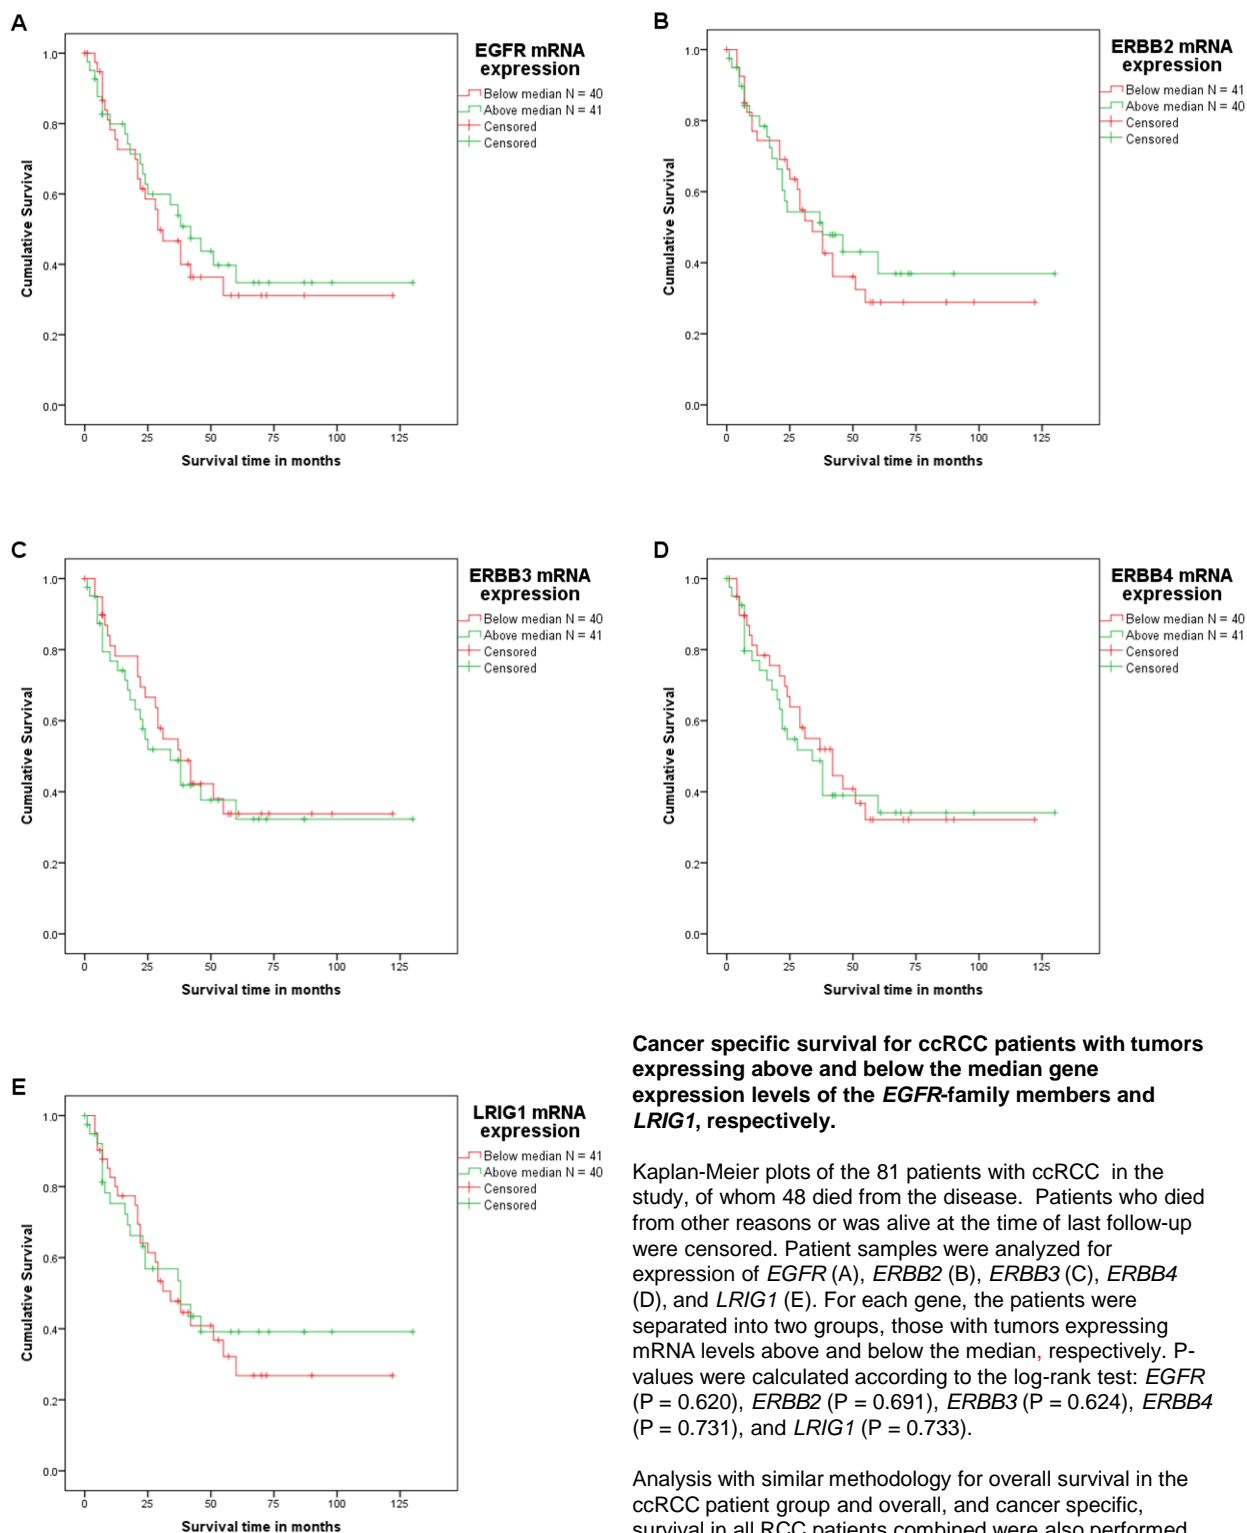 A
EGFR mRNA
expression
Below median N = 40
Above median N = 41
Censored
Censored
Cumulative Survival
1.0
0.8
0.6
0.4
0.2
0.0
0 25 50 75 100 125
Survival time in months
B
ERBB2 mRNA
expression
Below median N = 41
Above median N = 40
Censored
Censored
Cumulative Survival
1.0
0.8
0.6
0.4
0.2
0.0
0 25 50 75 100 125
Survival time in months
C
ERBB3 mRNA
expression
Below median N = 40
Above median N = 41
Censored
Censored
Cumulative Survival
1.0
0.8
0.6
0.4
0.2
0.0
0 25 50 75 100 125
Survival time in months
D
ERBB4 mRNA
expression
Below median N = 40
Above median N = 41
Censored
Censored
Cumulative Survival
1.0
0.8
0.6
0.4
0.2
0.0
0 25 50 75 100 125
Survival time in months
E
LRIG1 mRNA
expression
Below median N = 41
Above median N = 40
Censored
Censored
Cumulative Survival
1.0
0.8
0.6
0.4
0.2
0.0
0 25 50 75 100 125
Survival time in months
Cancer specific survival for ccRCC patients with tumors
expressing above and below the median gene
expression levels of the EGFR-family members and
LRIG1, respectively.
Kaplan-Meier plots of the 81 patients with ccRCC in the
study, of whom 48 died from the disease. Patients who died
from other reasons or was alive at the time of last follow-up
were censored. Patient samples were analyzed for
expression of EGFR (A), ERBB2 (B), ERBB3 (C), ERBB4
(D), and LRIG1 (E). For each gene, the patients were
separated into two groups, those with tumors expressing
mRNA levels above and below the median, respectively. P-
values were calculated according to the log-rank test: EGFR
(P = 0.620), ERBB2 (P = 0.691), ERBB3 (P = 0.624), ERBB4
(P = 0.731), and LRIG1 (P = 0.733).
Analysis with similar methodology for overall survival in the
ccRCC patient group and overall, and cancer specific,
survival in all RCC patients combined were also performed